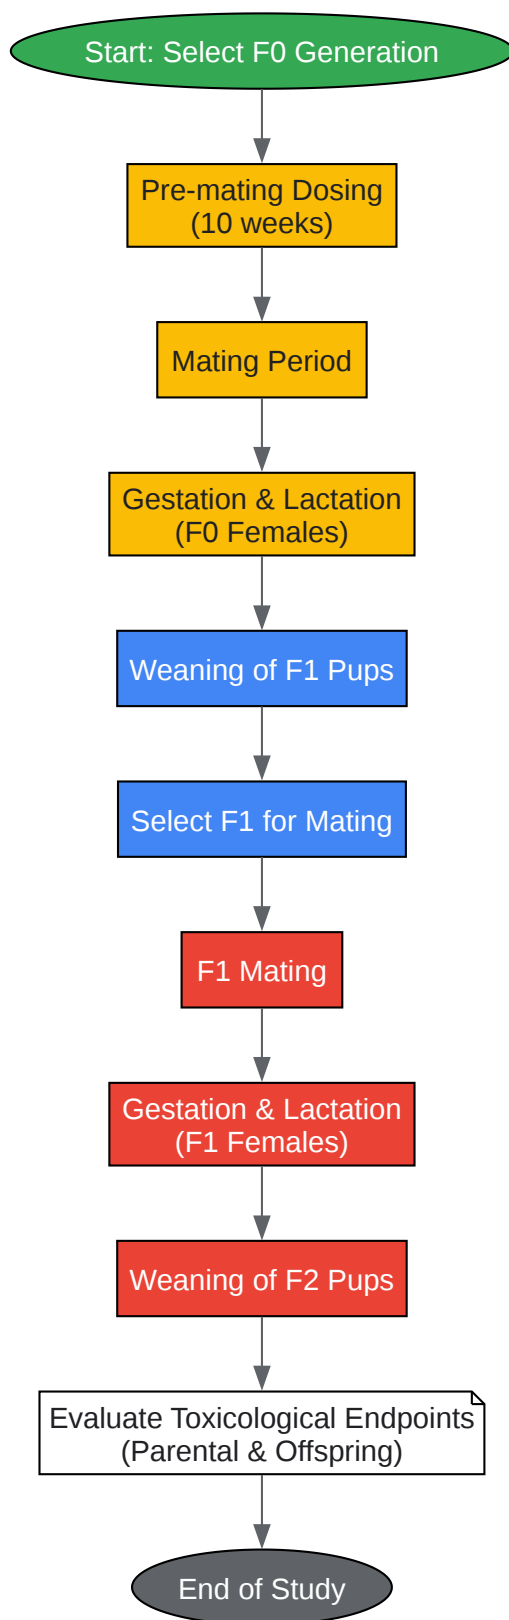 Start: Select F0 Generation
Pre-mating Dosing
(10 weeks)
Mating Period
Gestation & Lactation
(F0 Females)
Weaning of F1 Pups
Select F1 for Mating
F1 Mating
Gestation & Lactation
(F1 Females)
Weaning of F2 Pups
Evaluate Toxicological Endpoints
(Parental & Offspring)
End of Study